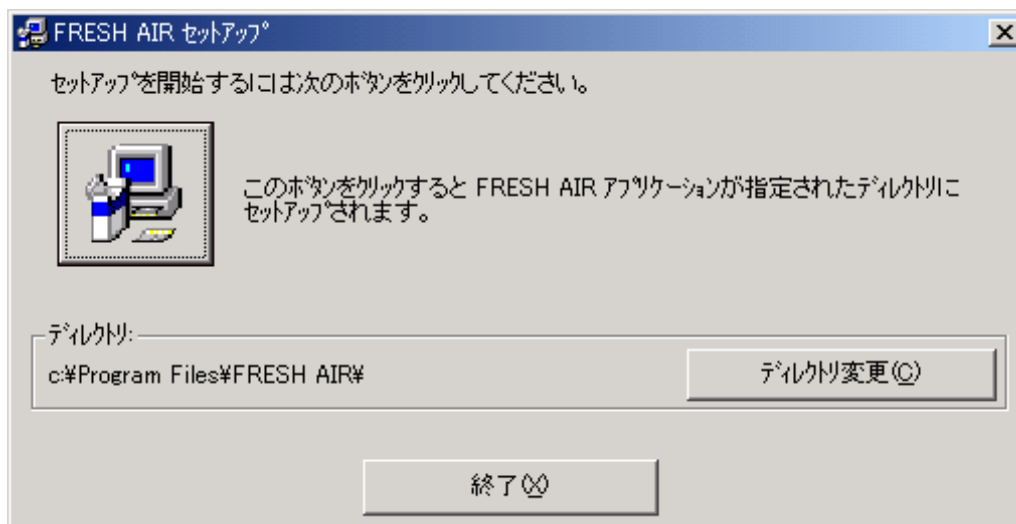 FRESH AIR ｾｯﾄｱｯﾌﾟ
ｾｯﾄｱｯﾌﾟを開始するには次のﾎﾞﾀﾝをｸﾘｯｸしてください。
このﾎﾞﾀﾝをｸﾘｯｸすると FRESH AIR ｱﾌﾟﾘｹｰｼｮﾝが指定されたﾃﾞｨﾚｸﾄﾘに
ｾｯﾄｱｯﾌﾟされます。
ﾃﾞｨﾚｸﾄﾘ:
c:¥Program Files¥FRESH AIR¥
ﾃﾞｨﾚｸﾄﾘ変更(C)
終了(X)